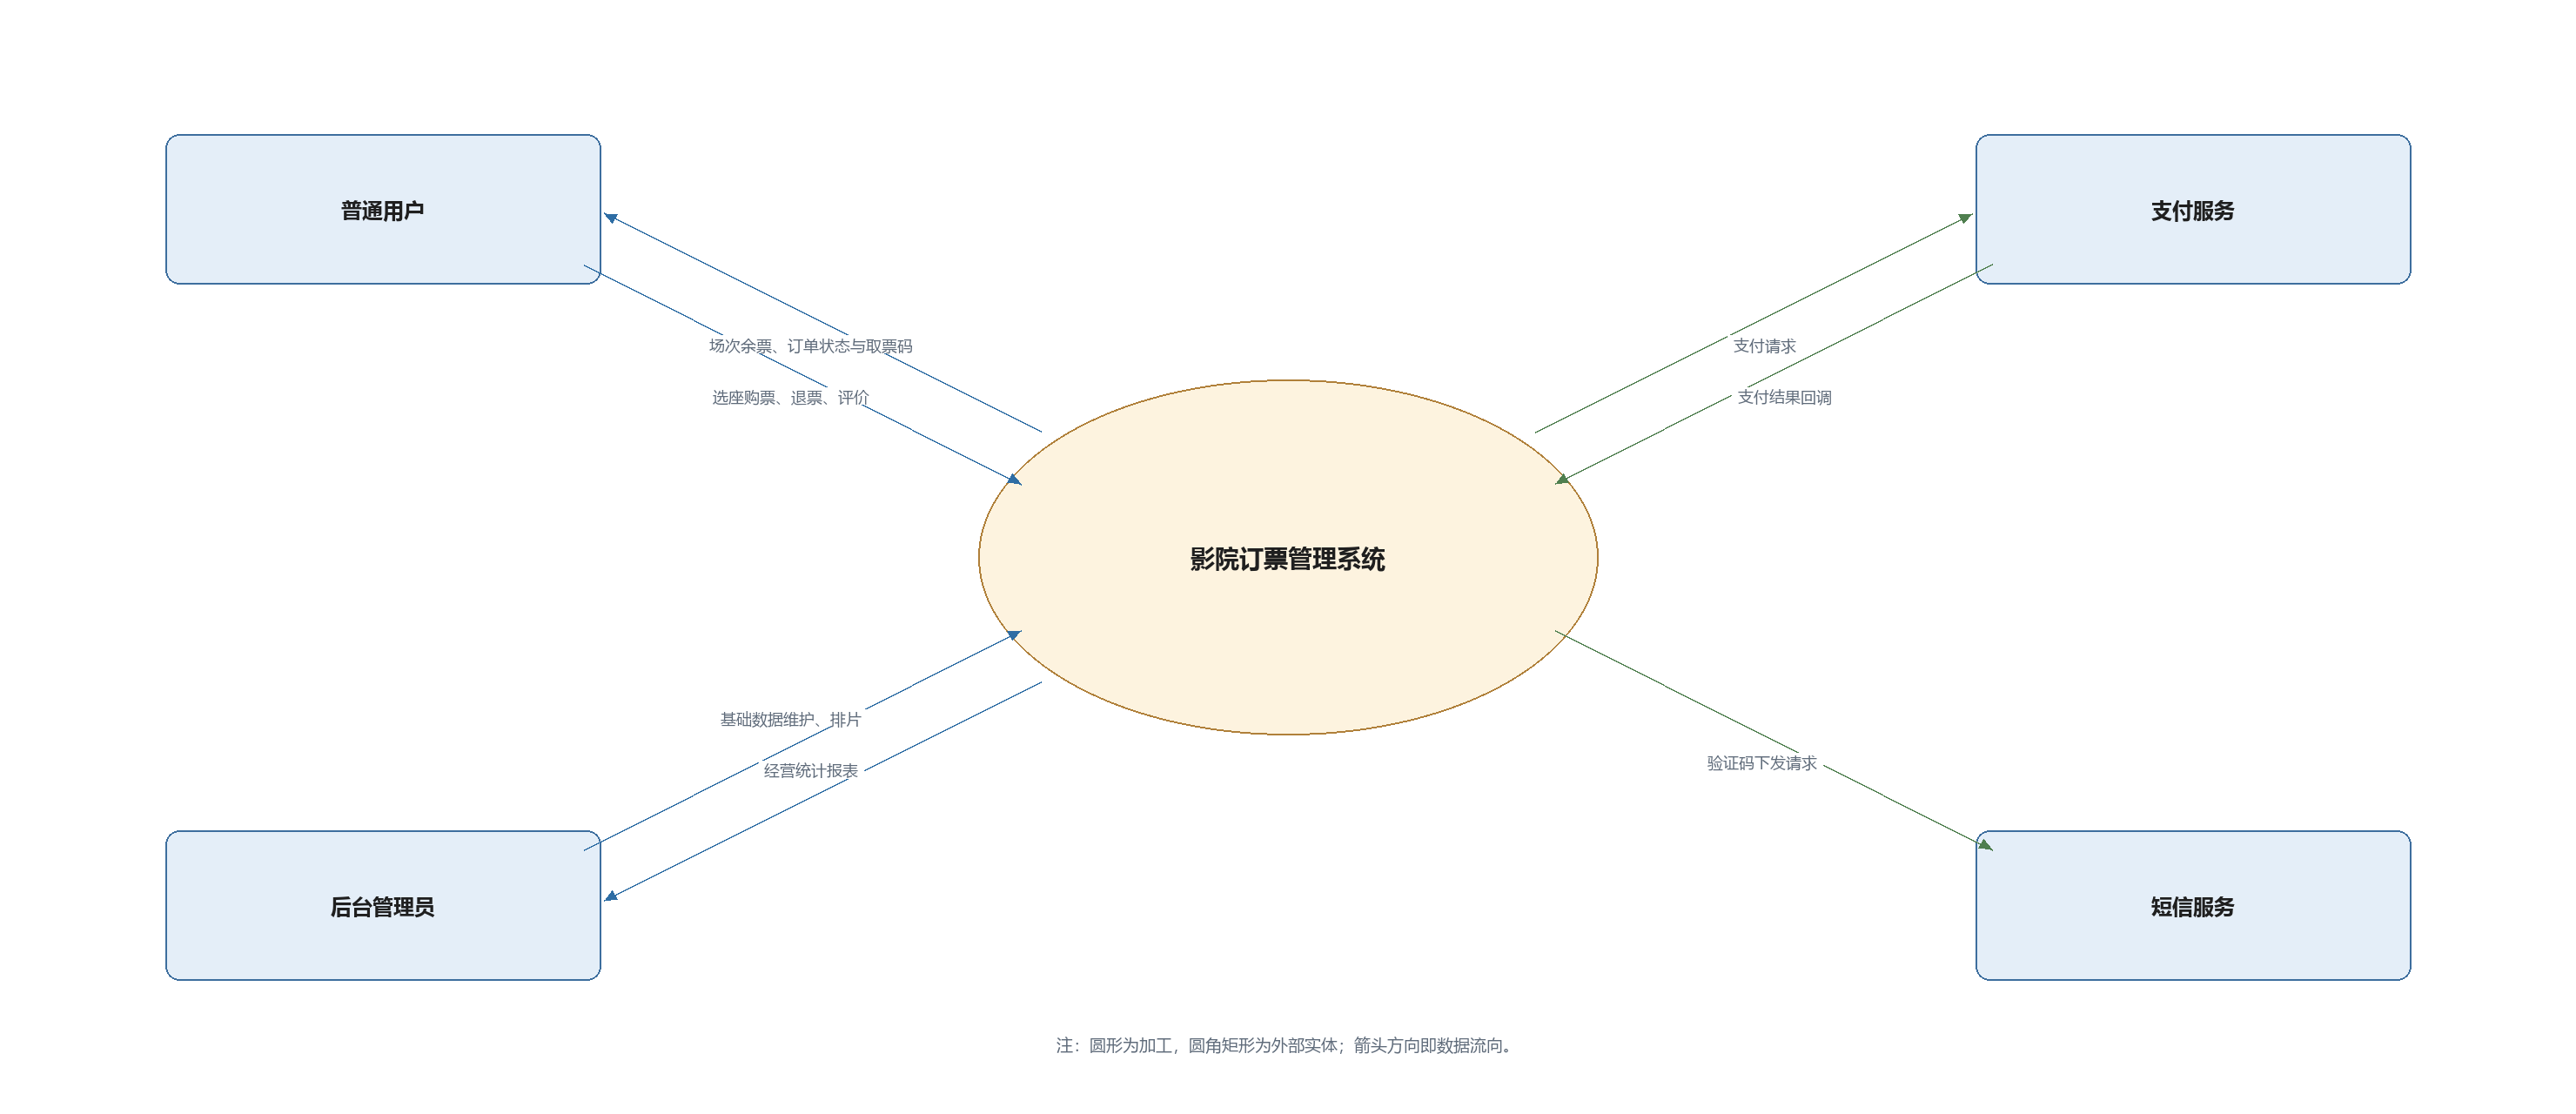 普通用户
支付服务
场次余票、订单状态与取票码
支付请求
选座购票、退票、评价
支付结果回调
影院订票管理系统
基础数据维护、排片
经营统计报表
验证码下发请求
后台管理员
短信服务
注：圆形为加工，圆角矩形为外部实体；箭头方向即数据流向。